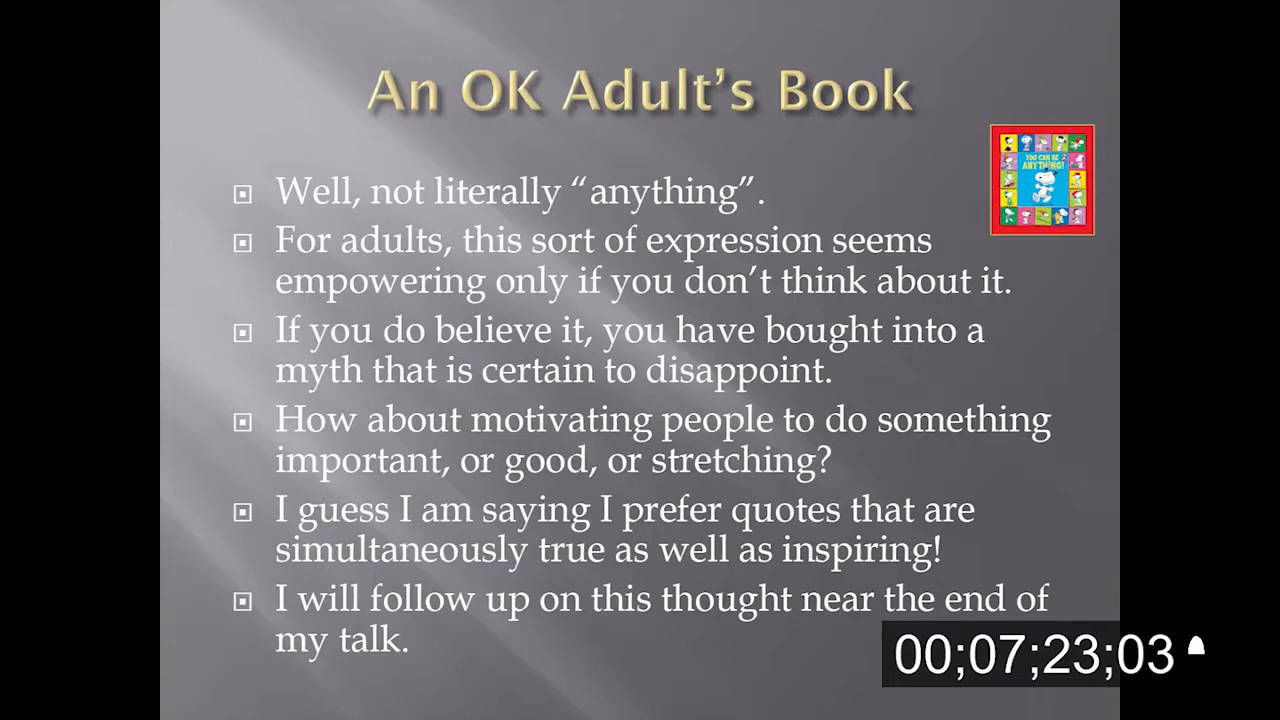 An OK Adult’s Book
YOU CAN BE
ANYTHING!
Well, not literally “anything”.
For adults, this sort of expression seems
empowering only if you don’t think about it.
If you do believe it, you have bought into a
myth that is certain to disappoint.
How about motivating people to do something
important, or good, or stretching?
I guess I am saying I prefer quotes that are
simultaneously true as well as inspiring!
I will follow up on this thought near the end of
my talk.
00;07;23;03